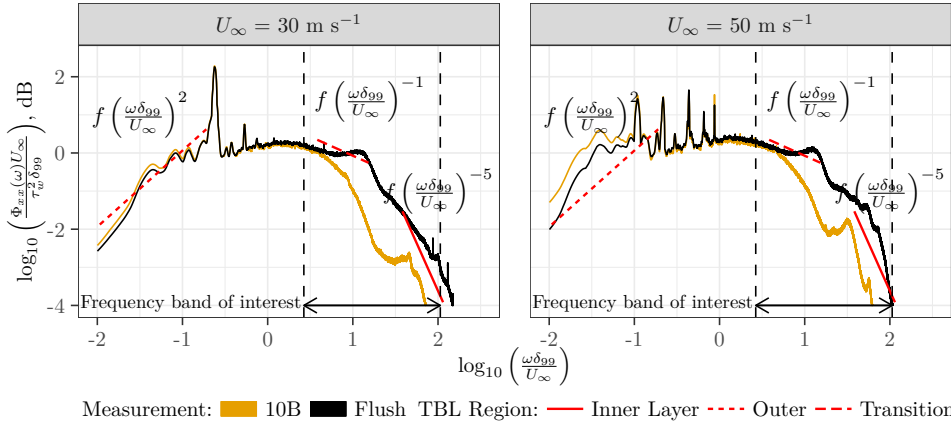 U∞ = 30 m s⁻¹
U∞ = 50 m s⁻¹
log₁₀ (Φxx(ω)U∞ / τw²δ₉₉), dB
2
0
-2
-4
f (ωδ₉₉ / U∞)²
f (ωδ₉₉ / U∞)⁻¹
f (ωδ₉₉ / U∞)⁻⁵
Frequency band of interest
f (ωδ₉₉ / U∞)²
f (ωδ₉₉ / U∞)⁻¹
f (ωδ₉₉ / U∞)⁻⁵
Frequency band of interest
-2 -1 0 1 2
-2 -1 0 1 2
log₁₀ (ωδ₉₉ / U∞)
Measurement: 10B Flush TBL Region: Inner Layer Outer Transition